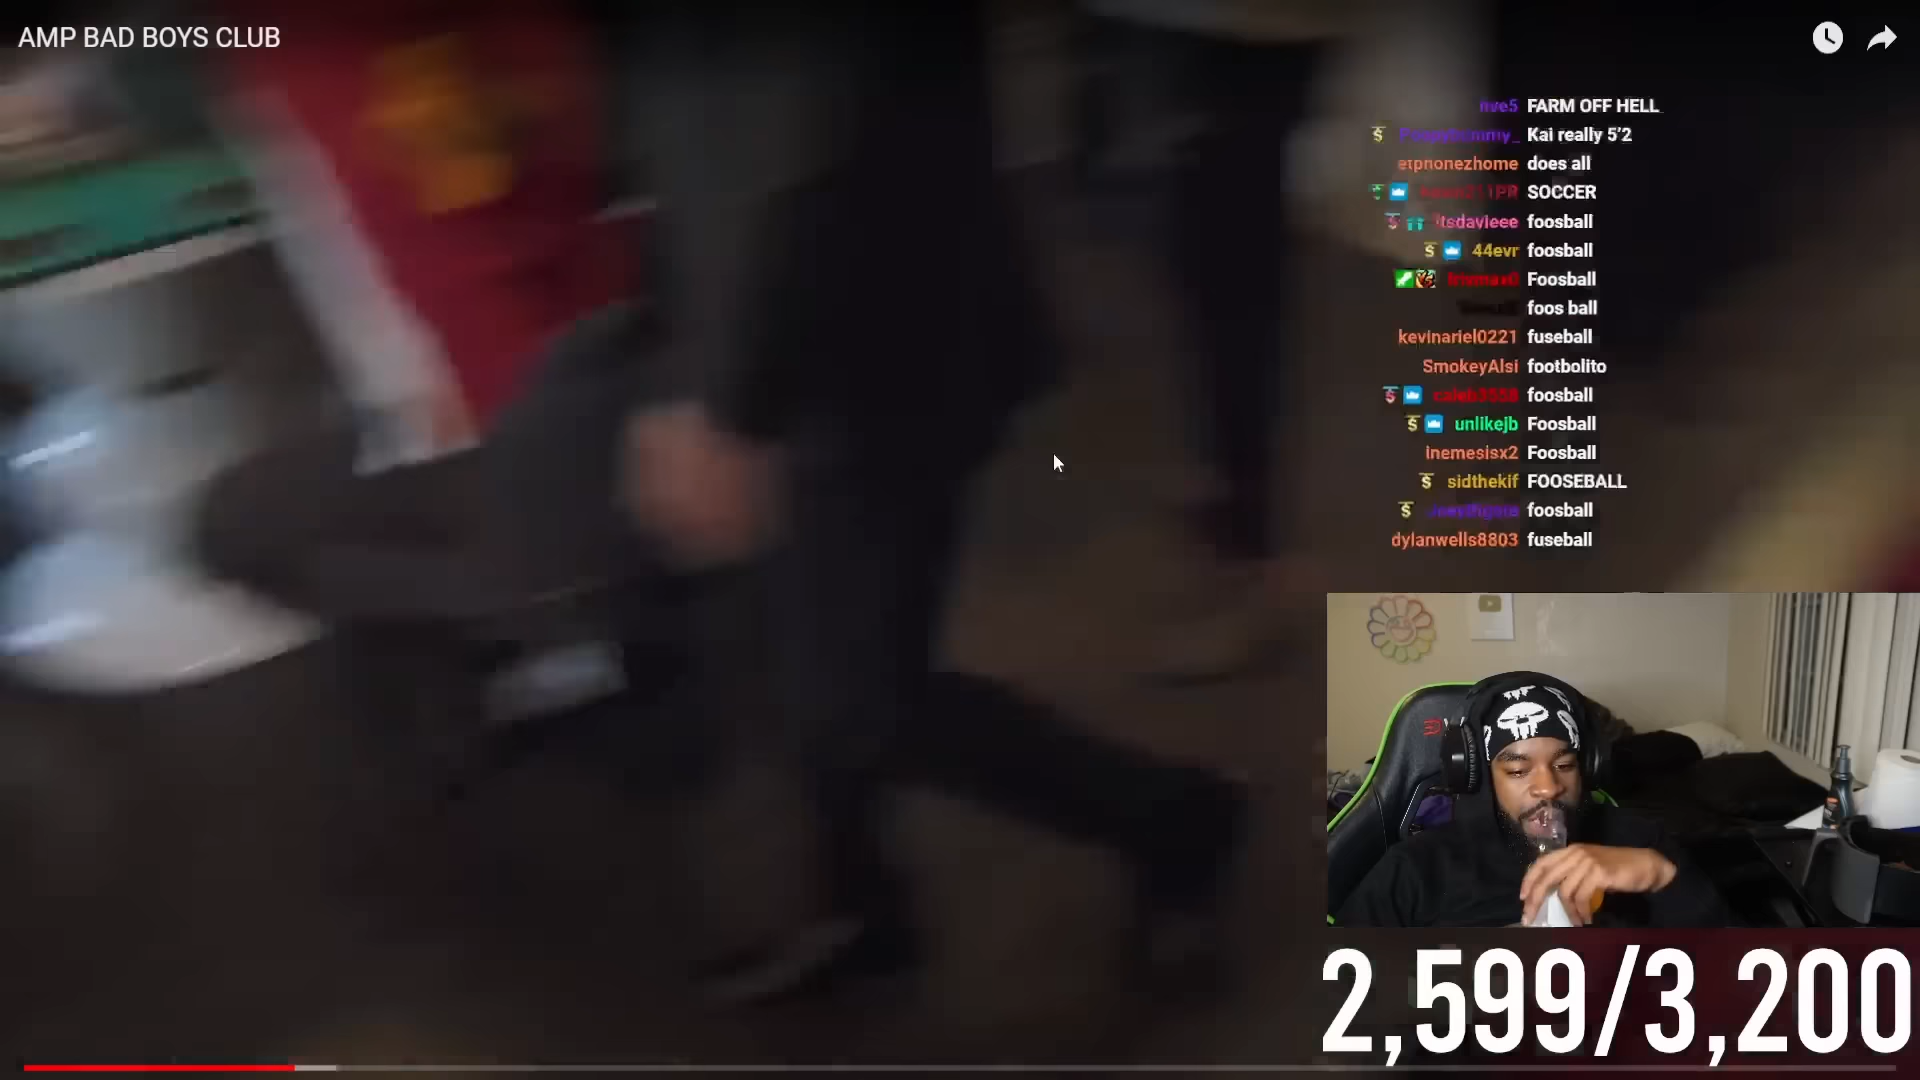 AMP BAD BOYS CLUB
FARM OFF HELL
Kai really 5'2
etpnonezhome does all
SOCCER
itsdavieee foosball
44evr foosball
Foosball
foos ball
kevinariel0221 fuseball
SmokeyAlsi footbolito
caleb3558 foosball
unlikejb Foosball
inemesisx2 Foosball
sidthekif FOOSEBALL
foosball
dylanwells8803 fuseball
2,599/3,200